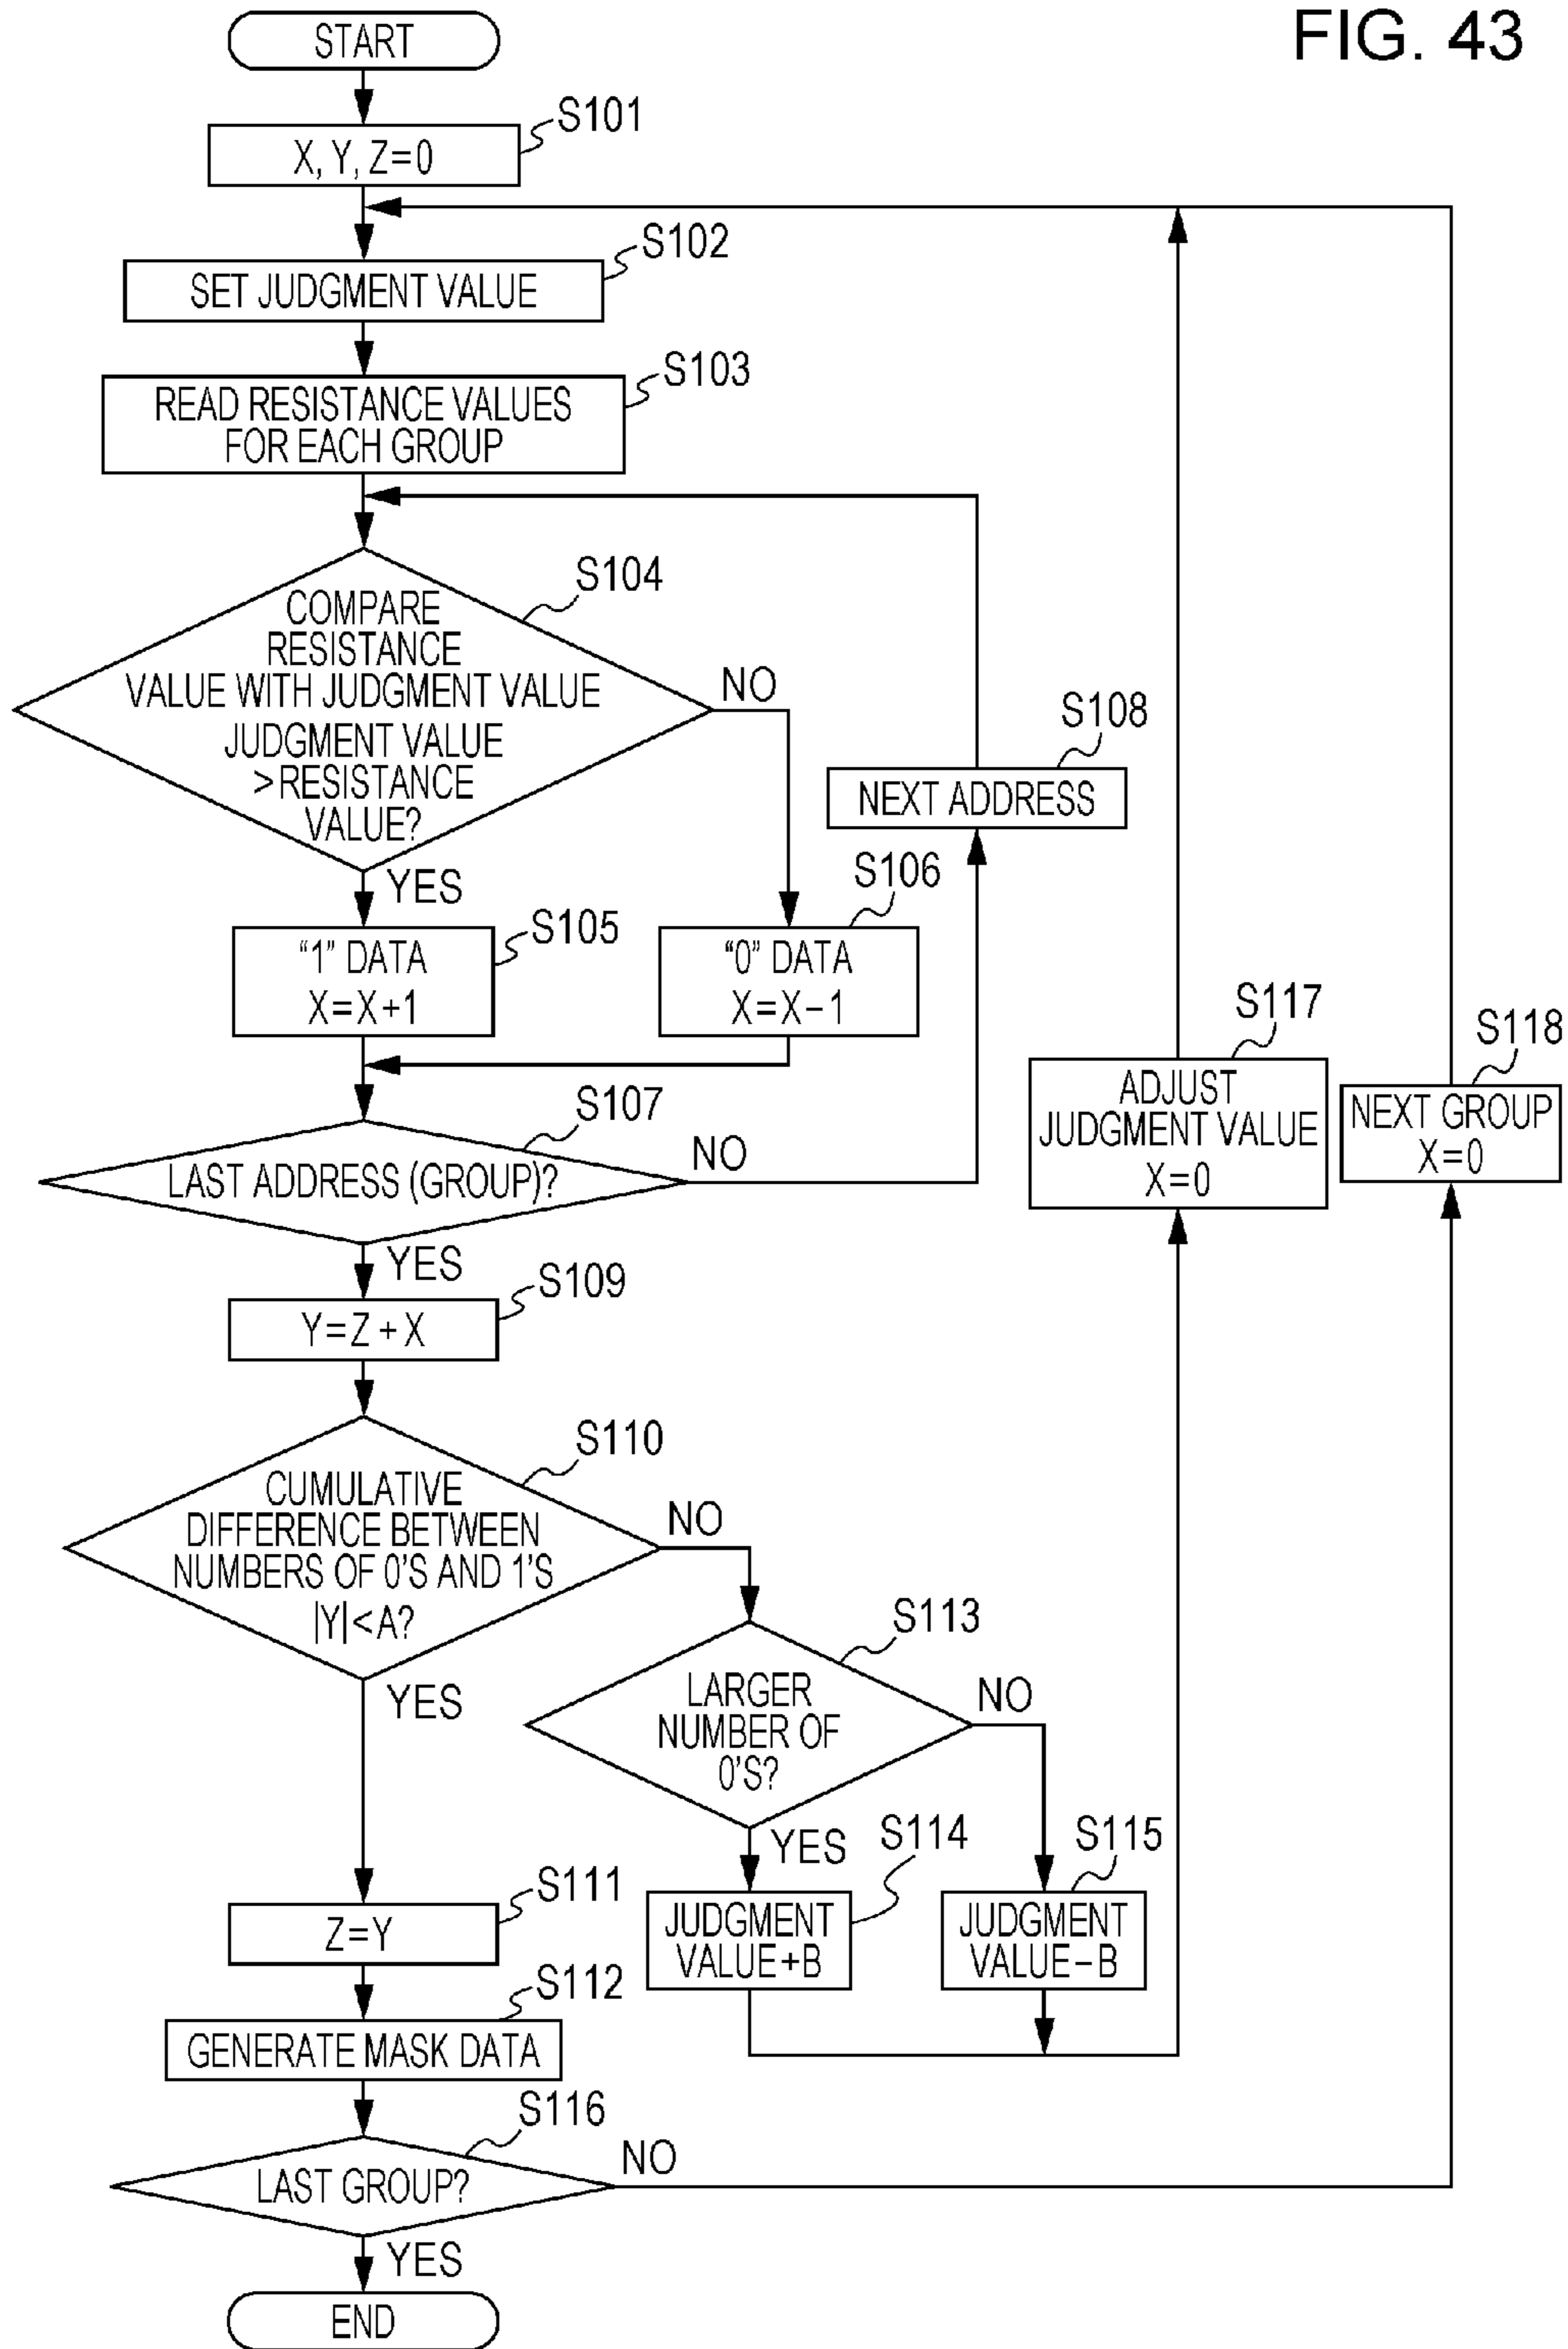 FIG. 43
START
S101
X, Y, Z=0
S102
SET JUDGMENT VALUE
S103
READ RESISTANCE VALUES
FOR EACH GROUP
S104
COMPARE
RESISTANCE
VALUE WITH JUDGMENT VALUE
JUDGMENT VALUE
>RESISTANCE
VALUE?
NO
YES
S108
NEXT ADDRESS
S105
"1" DATA
X=X+1
S106
"0" DATA
X=X−1
S107
LAST ADDRESS (GROUP)?
NO
YES
S117
ADJUST
JUDGMENT VALUE
X=0
S118
NEXT GROUP
X=0
S109
Y=Z+X
S110
CUMULATIVE
DIFFERENCE BETWEEN
NUMBERS OF 0'S AND 1'S
|Y|<A?
NO
YES
S113
LARGER
NUMBER OF
0'S?
NO
YES
S114
JUDGMENT
VALUE+B
S115
JUDGMENT
VALUE−B
S111
Z=Y
S112
GENERATE MASK DATA
S116
LAST GROUP?
NO
YES
END